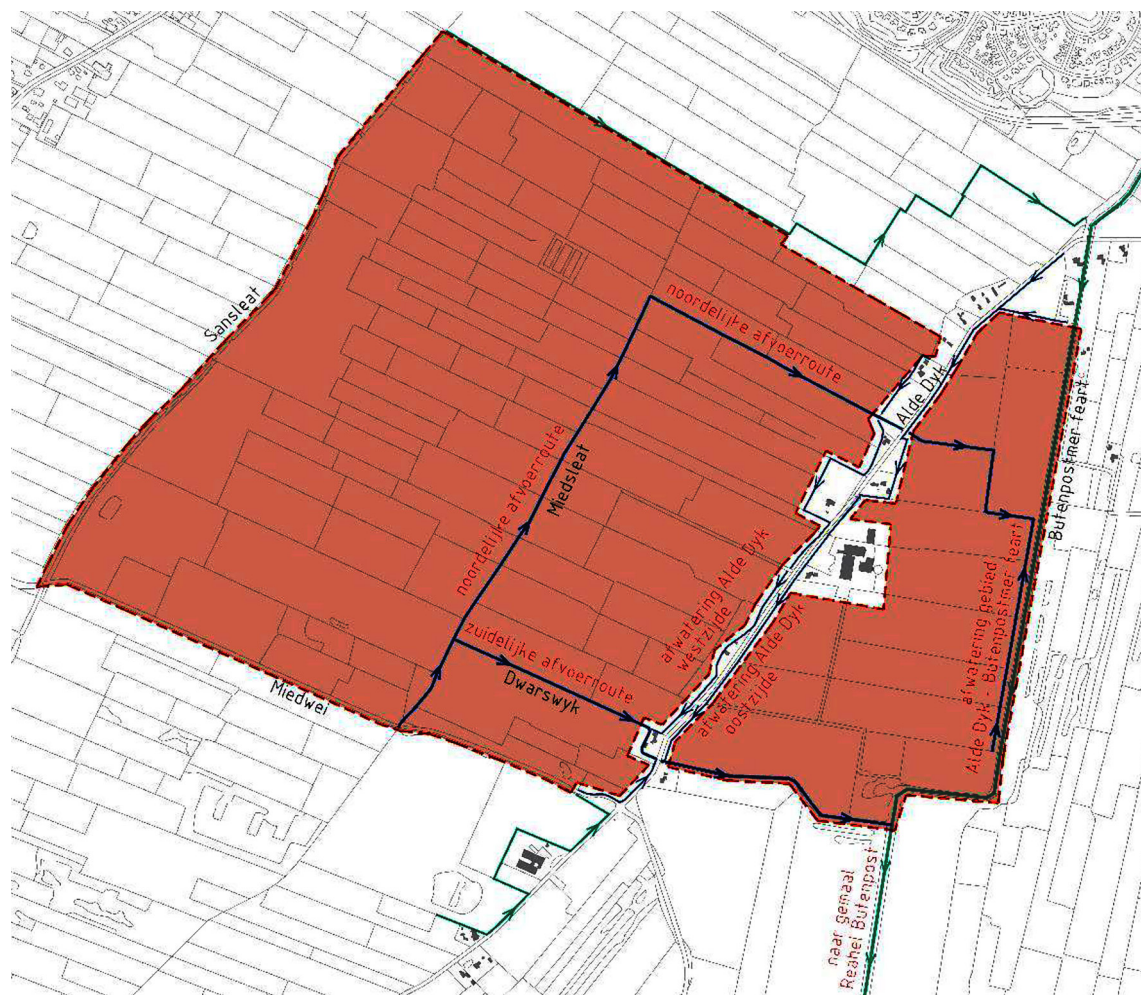 Sansleat
noordelijke afvoerroute
Alde Dyk
noordelijke afvoerroute
Miedsleat
Butenpostmer feart
afwatering Alde Dyk
westzijde
afwatering Alde Dyk
oostzijde
zuidelijke afvoerroute
Dwarswyk
Miedwei
afwatering gebied
Alde Dyk - Butenpostmer feart
naar gemaal
Reahel Butenpost